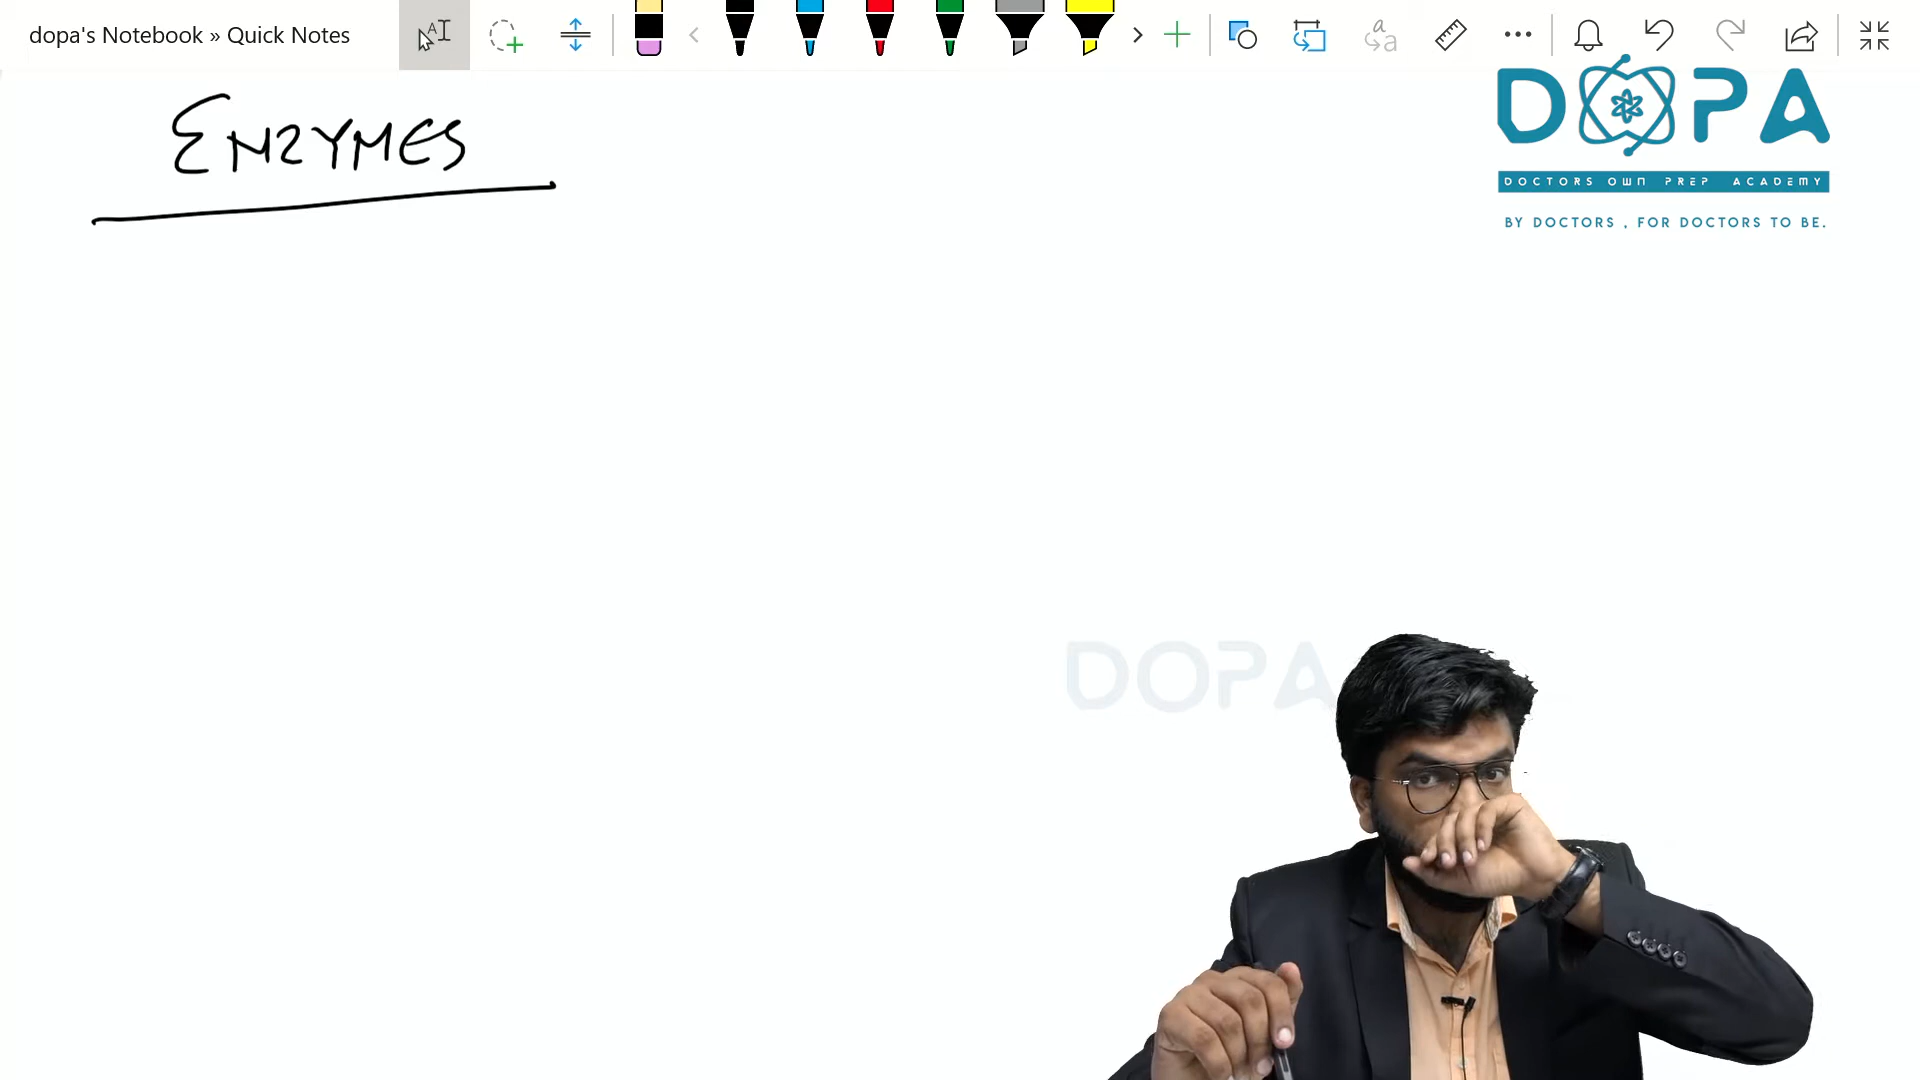 dopa's Notebook » Quick Notes
ENZYMES
DOPA
DOCTORS OWN PREP ACADEMY
BY DOCTORS , FOR DOCTORS TO BE.
DOPA